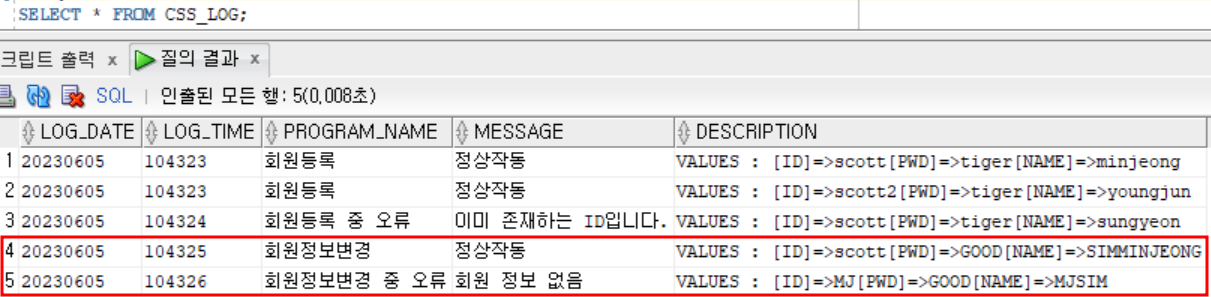 SELECT * FROM CSS_LOG;
크립트 출력 x 질의 결과 x
SQL | 인출된 모든 행: 5(0,008초)
LOG_DATE LOG_TIME PROGRAM_NAME MESSAGE DESCRIPTION
1 20230605 104323 회원등록 정상작동 VALUES : [ID]=>scott[PWD]=>tiger[NAME]=>minjeong
2 20230605 104323 회원등록 정상작동 VALUES : [ID]=>scott2[PWD]=>tiger[NAME]=>youngjun
3 20230605 104324 회원등록 중 오류 이미 존재하는 ID입니다. VALUES : [ID]=>scott[PWD]=>tiger[NAME]=>sungyeon
4 20230605 104325 회원정보변경 정상작동 VALUES : [ID]=>scott[PWD]=>GOOD[NAME]=>SIMMINJEONG
5 20230605 104326 회원정보변경 중 오류 회원 정보 없음 VALUES : [ID]=>MJ[PWD]=>GOOD[NAME]=>MJSIM